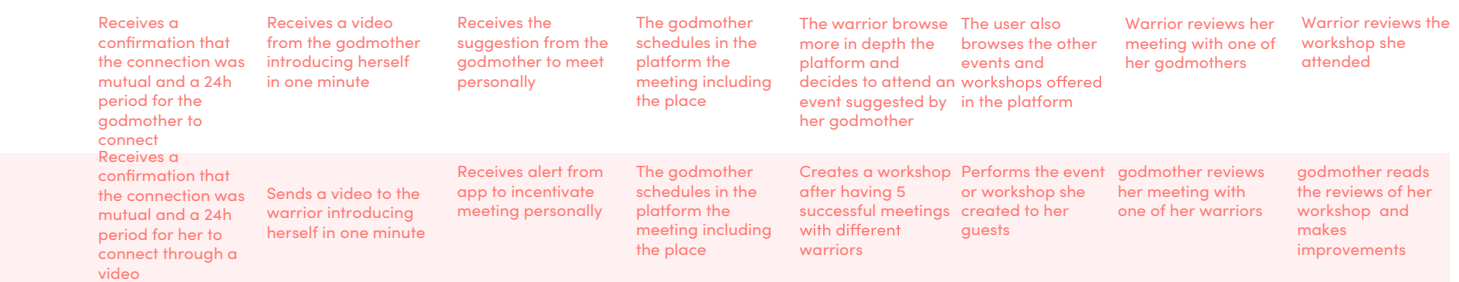 Receives a
confirmation that
the connection was
mutual and a 24h
period for the
godmother to
connect
Receives a video
from the godmother
introducing herself
in one minute
Receives the
suggestion from the
godmother to meet
personally
The godmother
schedules in the
platform the
meeting including
the place
The warrior browse
more in depth the
platform and
decides to attend an
event suggested by
her godmother
The user also
browses the other
events and
workshops offered
in the platform
Warrior reviews her
meeting with one of
her godmothers
Warrior reviews the
workshop she
attended
Receives a
confirmation that
the connection was
mutual and a 24h
period for her to
connect through a
video
Sends a video to the
warrior introducing
herself in one minute
Receives alert from
app to incentivate
meeting personally
The godmother
schedules in the
platform the
meeting including
the place
Creates a workshop
after having 5
successful meetings
with different
warriors
Performs the event
or workshop she
created to her
guests
godmother reviews
her meeting with
one of her warriors
godmother reads
the reviews of her
workshop and
makes
improvements